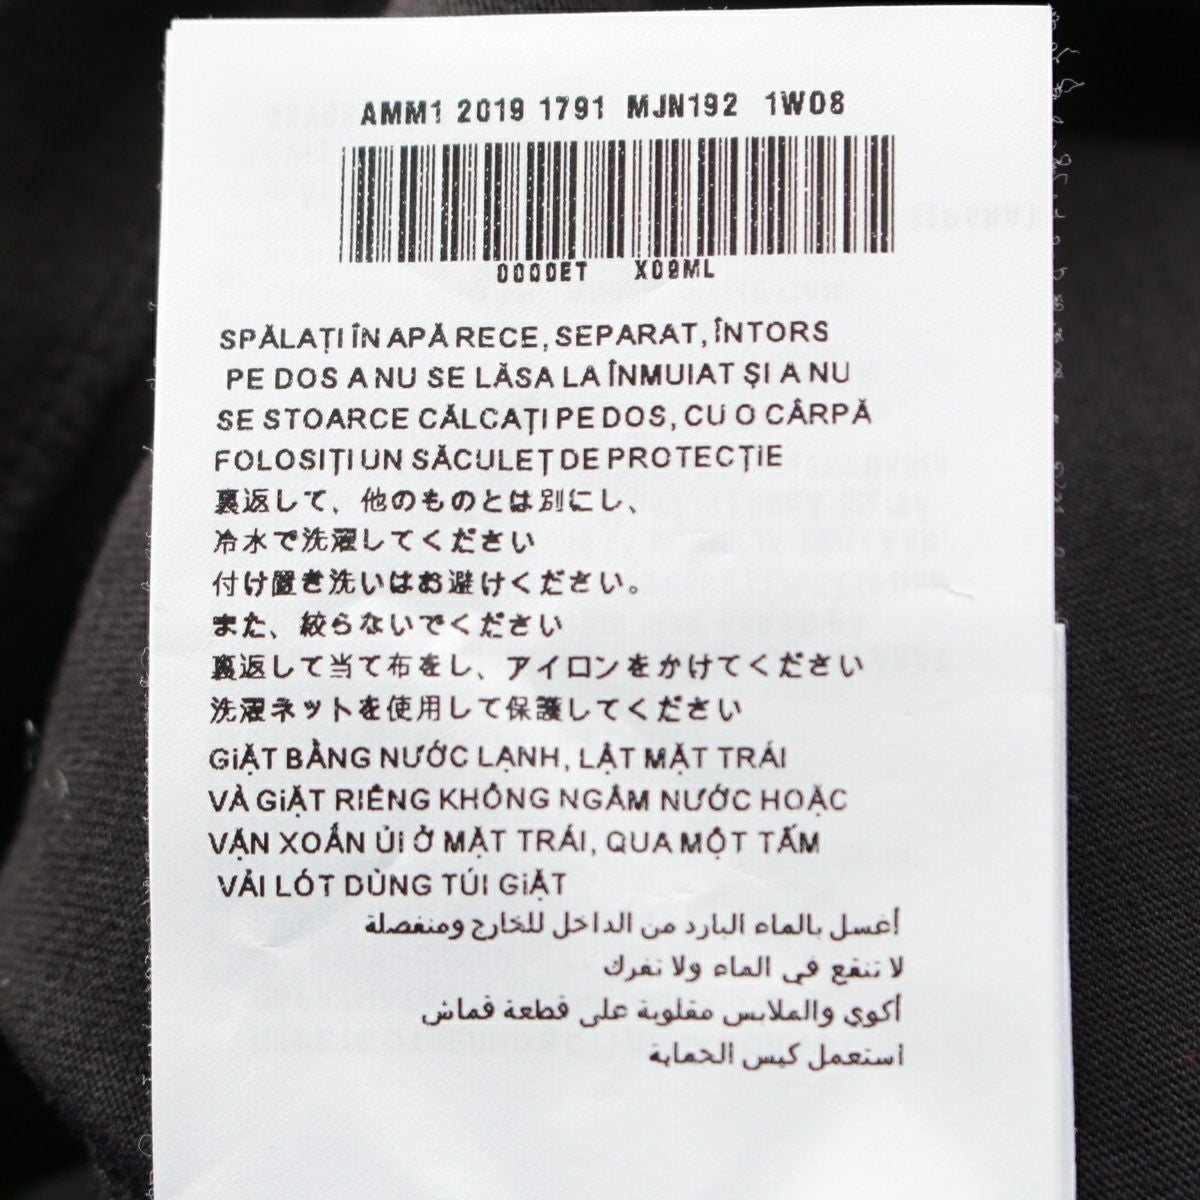 AMM1 2019 1791 MJN192 1W08
0000ET X09ML
SPĂLAȚI ÎN APĂ RECE, SEPARAT, ÎNTORS
PE DOS A NU SE LĂSA LA ÎNMUIAT ȘI A NU
SE STOARCE CĂLCAȚI PE DOS, CU O CÂRPĂ
FOLOSIȚI UN SĂCULEȚ DE PROTECȚIE
裏返して、他のものとは別にし、
冷水で洗濯してください
付け置き洗いはお避けください。
また、絞らないでください
裏返して当て布をし、アイロンをかけてください
洗濯ネットを使用して保護してください
GIẶT BẰNG NƯỚC LẠNH, LẬT MẶT TRÁI
VÀ GIẶT RIÊNG KHÔNG NGÂM NƯỚC HOẶC
VẶN XOẮN ỦI Ở MẶT TRÁI, QUA MỘT TẤM
VẢI LÓT DÙNG TÚI GIẶT
أغسل بالماء البارد من الداخل للخارج ومنفصلة
لا تنقع في الماء ولا تفرك
أكوي والملابس مقلوبة على قطعة قماش
استعمل كيس الحماية